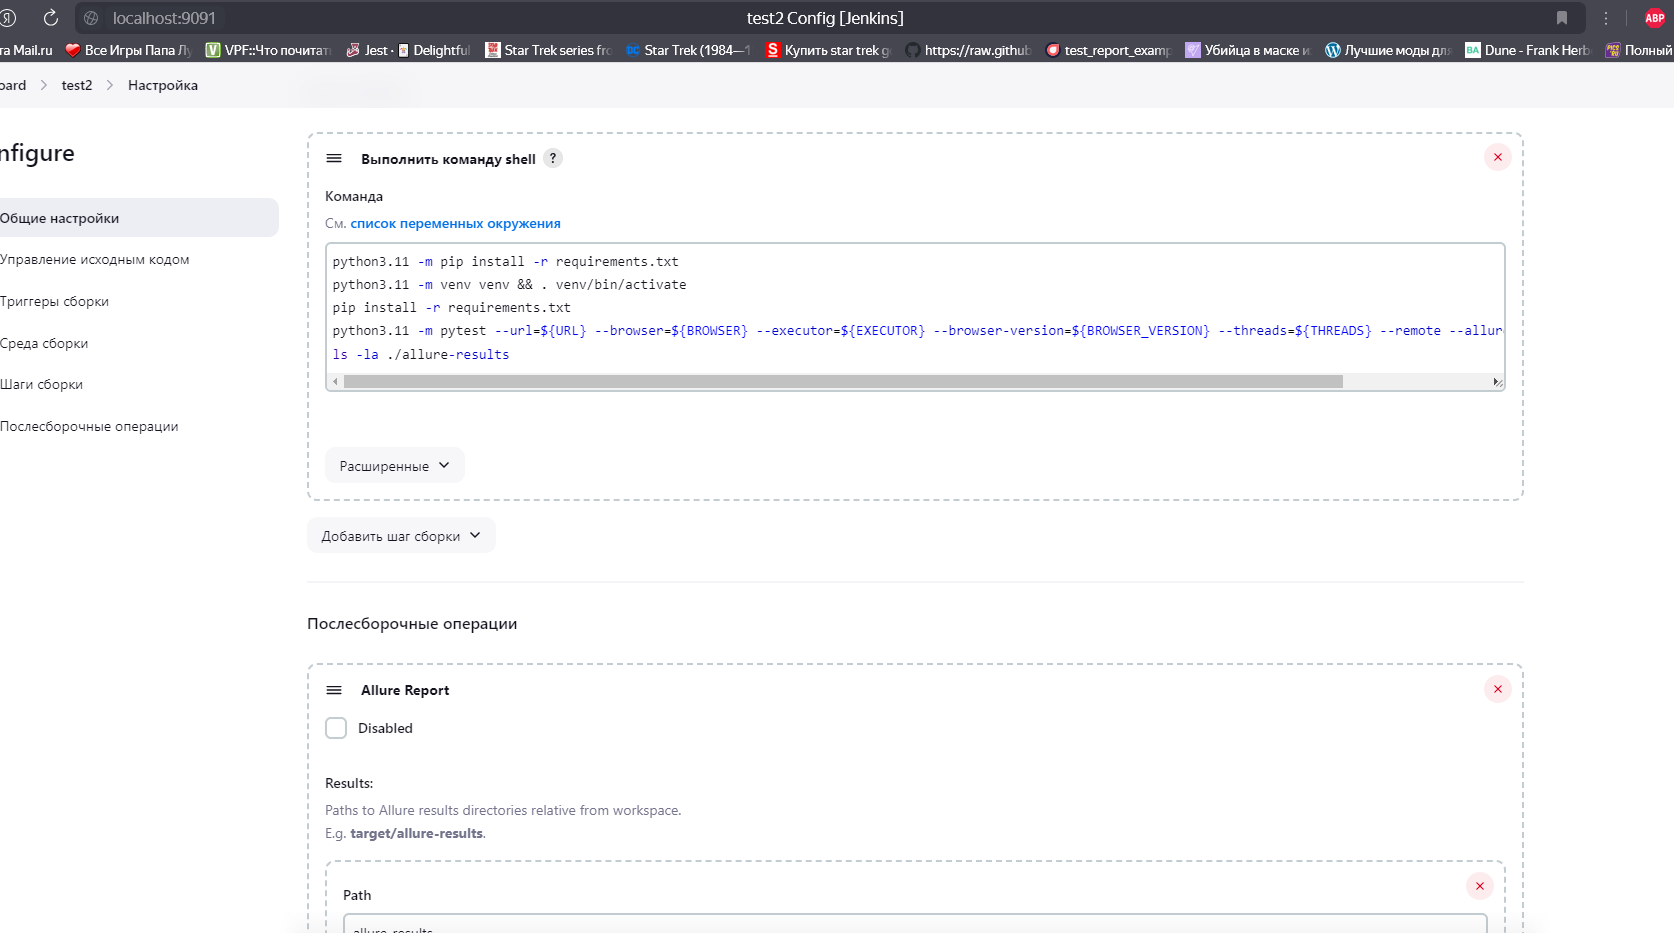 localhost:9091
test2 Config [Jenkins]
ABP
ra Mail.ru
Все Игры Папа Лу
VPF::Что почитат
Jest ·
Delightful
Star Trek series fro
Star Trek (1984—1
Купить star trek
https://raw.github
test_report_examp
Убийца в маске и
Лучшие моды для
Dune - Frank Herb
Полный
oard
test2
Настройка
nfigure
Общие настройки
Управление исходным кодом
Триггеры сборки
Среда сборки
Шаги сборки
Послесборочные операции
Выполнить команду shell ?
Команда
См. список переменных окружения
python3.11 -m pip install -r requirements.txt
python3.11 -m venv venv && . venv/bin/activate
pip install -r requirements.txt
python3.11 -m pytest --url=${URL} --browser=${BROWSER} --executor=${EXECUTOR} --browser-version=${BROWSER_VERSION} --threads=${THREADS} --remote --allur
ls -la ./allure-results
Расширенные
Добавить шаг сборки
Послесборочные операции
Allure Report
Disabled
Results:
Paths to Allure results directories relative from workspace.
E.g. target/allure-results.
Path
allure-results